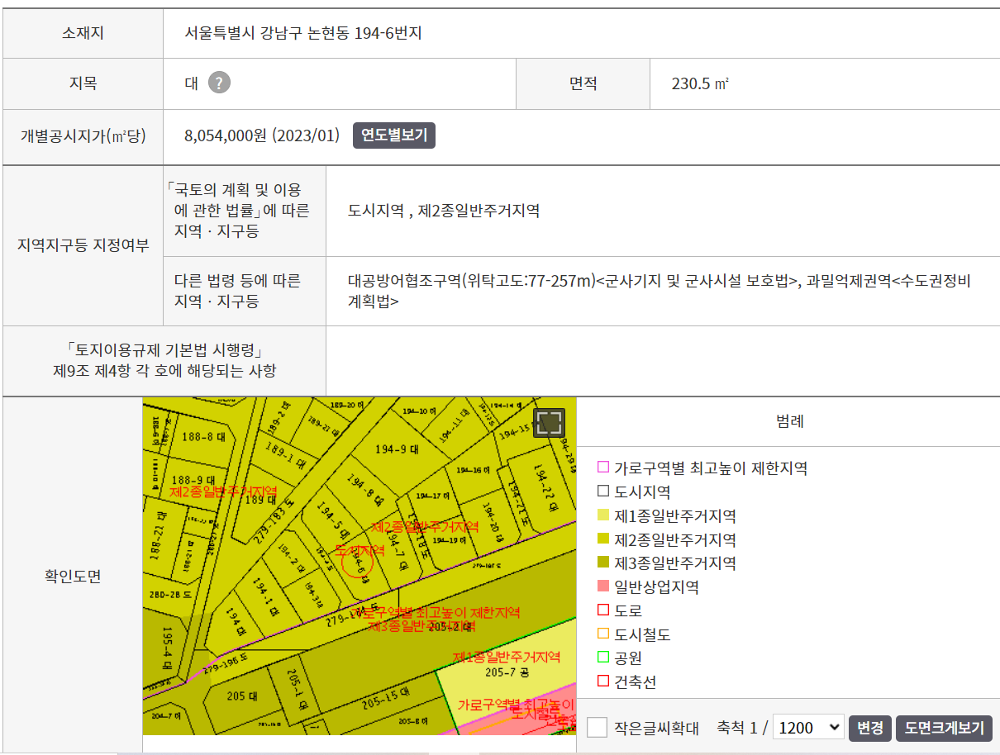 소재지
서울특별시 강남구 논현동 194-6번지
지목
대 ?
면적
230.5 ㎡
개별공시지가(㎡당)
8,054,000원 (2023/01) 연도별보기
지역지구등 지정여부
「국토의 계획 및 이용
에 관한 법률」에 따른
지역ㆍ지구등
도시지역 , 제2종일반주거지역
다른 법령 등에 따른
지역ㆍ지구등
대공방어협조구역(위탁고도:77-257m)<군사기지 및 군사시설 보호법>, 과밀억제권역<수도권정비
계획법>
「토지이용규제 기본법 시행령」
제9조 제4항 각 호에 해당되는 사항
확인도면
189-2 대
189-20 대
189-21 대
194-10 대
194-11 대
194-14 대
194-15
188-8 대
189-1 대
194-9 대
194-16 대
194-22 대
188-9 대
제2종일반주거지역
189 대
279-183 도
194-8 대
194-17 대
194-21 도
194-20 대
188-21 대
194-5 대
제2종일반주거지역
194-18 도
194-19 대
도시지역
194-7 대
194-6 대
194-2 대
194-3 대
280-28 도
194-1 대
194 대
가로구역별 최고높이 제한지역
제3종일반주거지역
195-4 대
제1종일반주거지역
279-196 도
205-7 공
205 대
205-1 대
205-15 대
204-7 대
205-8 대
가로구역별 최고높이
도시철도
범례
가로구역별 최고높이 제한지역
도시지역
제1종일반주거지역
제2종일반주거지역
제3종일반주거지역
일반상업지역
도로
도시철도
공원
건축선
작은글씨확대 축척 1 / 1200 변경 도면크게보기